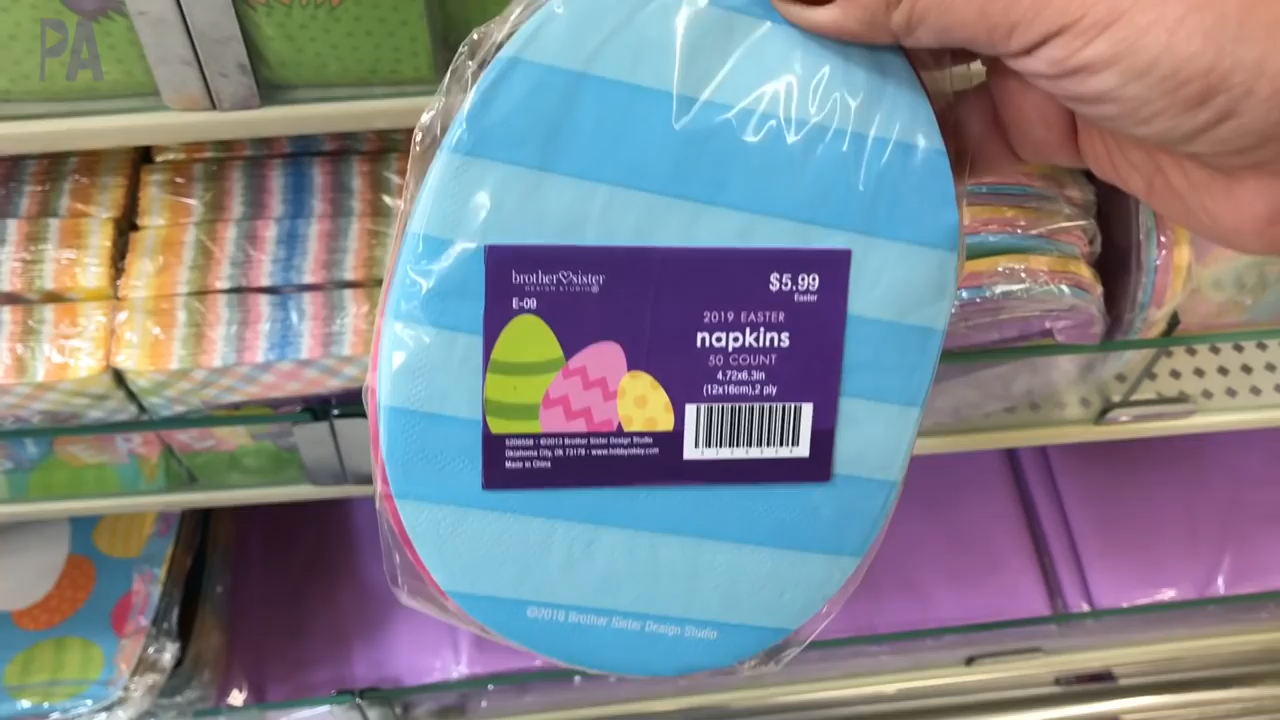 PA
brother♡sister
DESIGN STUDIO®
E-09
$5.99
Easter
2019 EASTER
napkins
50 COUNT
4.72x6.3in
(12x16cm),2 ply
5208558 • ©2013 Brother Sister Design Studio
Oklahoma City, OK 73179 • www.hobbylobby.com
Made in China
©2018 Brother Sister Design Studio